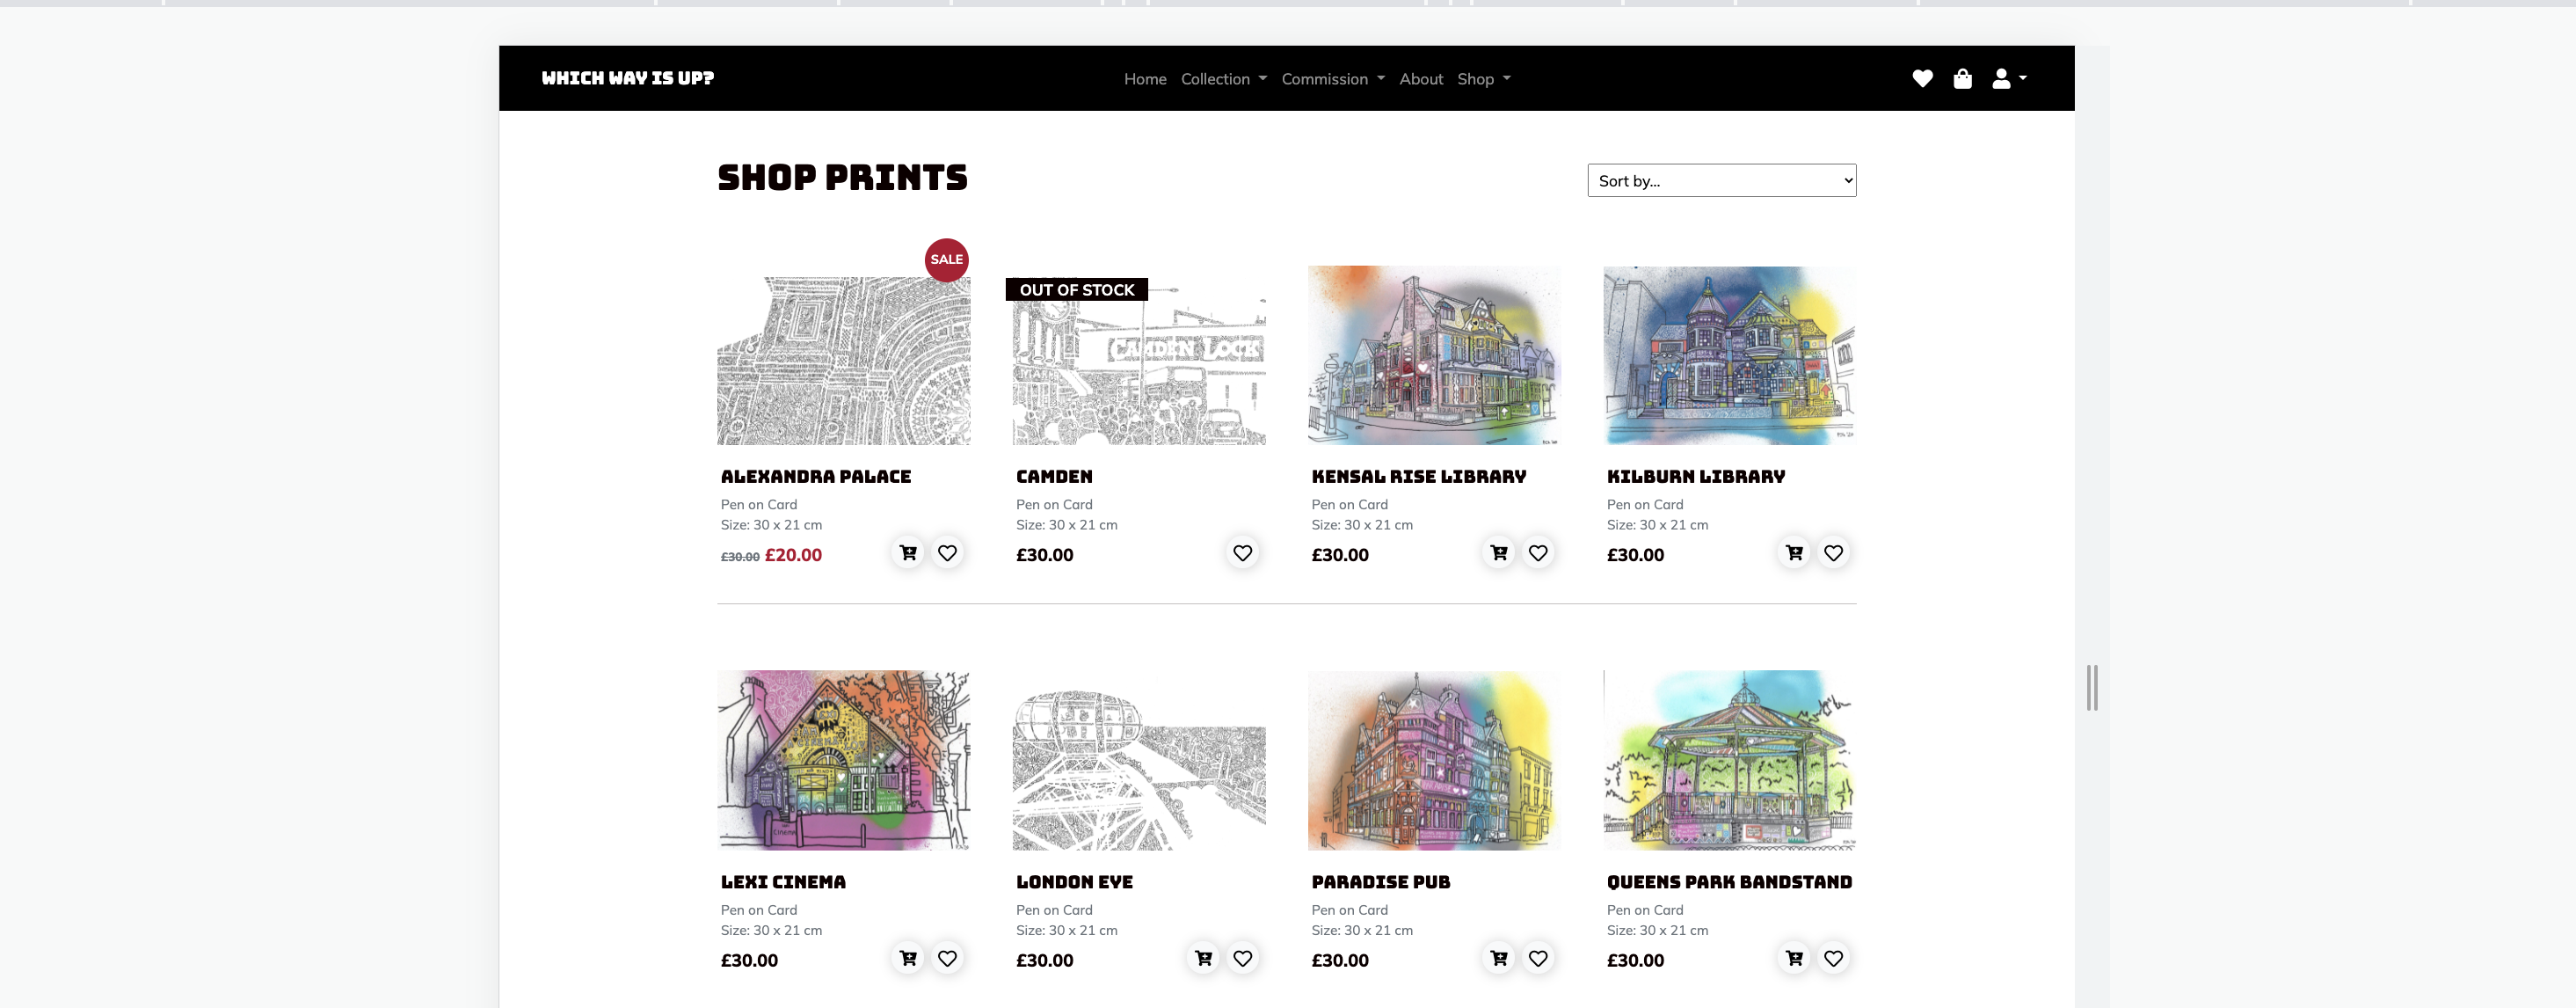 WHICH WAY IS UP?
Home Collection Commission About Shop
SHOP PRINTS
Sort by...
SALE
OUT OF STOCK
CAMDEN LOCK
ALEXANDRA PALACE
Pen on Card
Size: 30 x 21 cm
£30.00 £20.00
CAMDEN
Pen on Card
Size: 30 x 21 cm
£30.00
KENSAL RISE LIBRARY
Pen on Card
Size: 30 x 21 cm
£30.00
KILBURN LIBRARY
Pen on Card
Size: 30 x 21 cm
£30.00
Cinema
LEXI CINEMA
Pen on Card
Size: 30 x 21 cm
£30.00
LONDON EYE
Pen on Card
Size: 30 x 21 cm
£30.00
PARADISE PUB
Pen on Card
Size: 30 x 21 cm
£30.00
QUEENS PARK BANDSTAND
Pen on Card
Size: 30 x 21 cm
£30.00